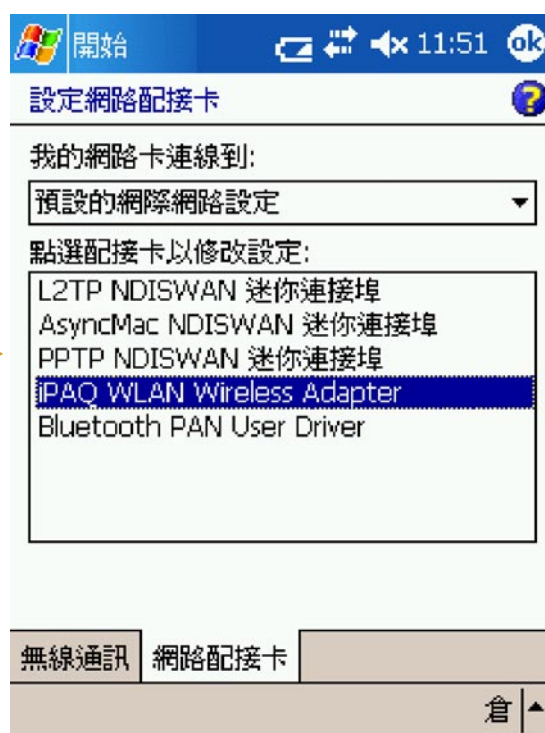 開始 11:51 ok
設定網路配接卡 ?
我的網路卡連線到:
預設的網際網路設定
點選配接卡以修改設定:
L2TP NDISWAN 迷你連接埠
AsyncMac NDISWAN 迷你連接埠
PPTP NDISWAN 迷你連接埠
iPAQ WLAN Wireless Adapter
Bluetooth PAN User Driver
無線通訊 網路配接卡
倉